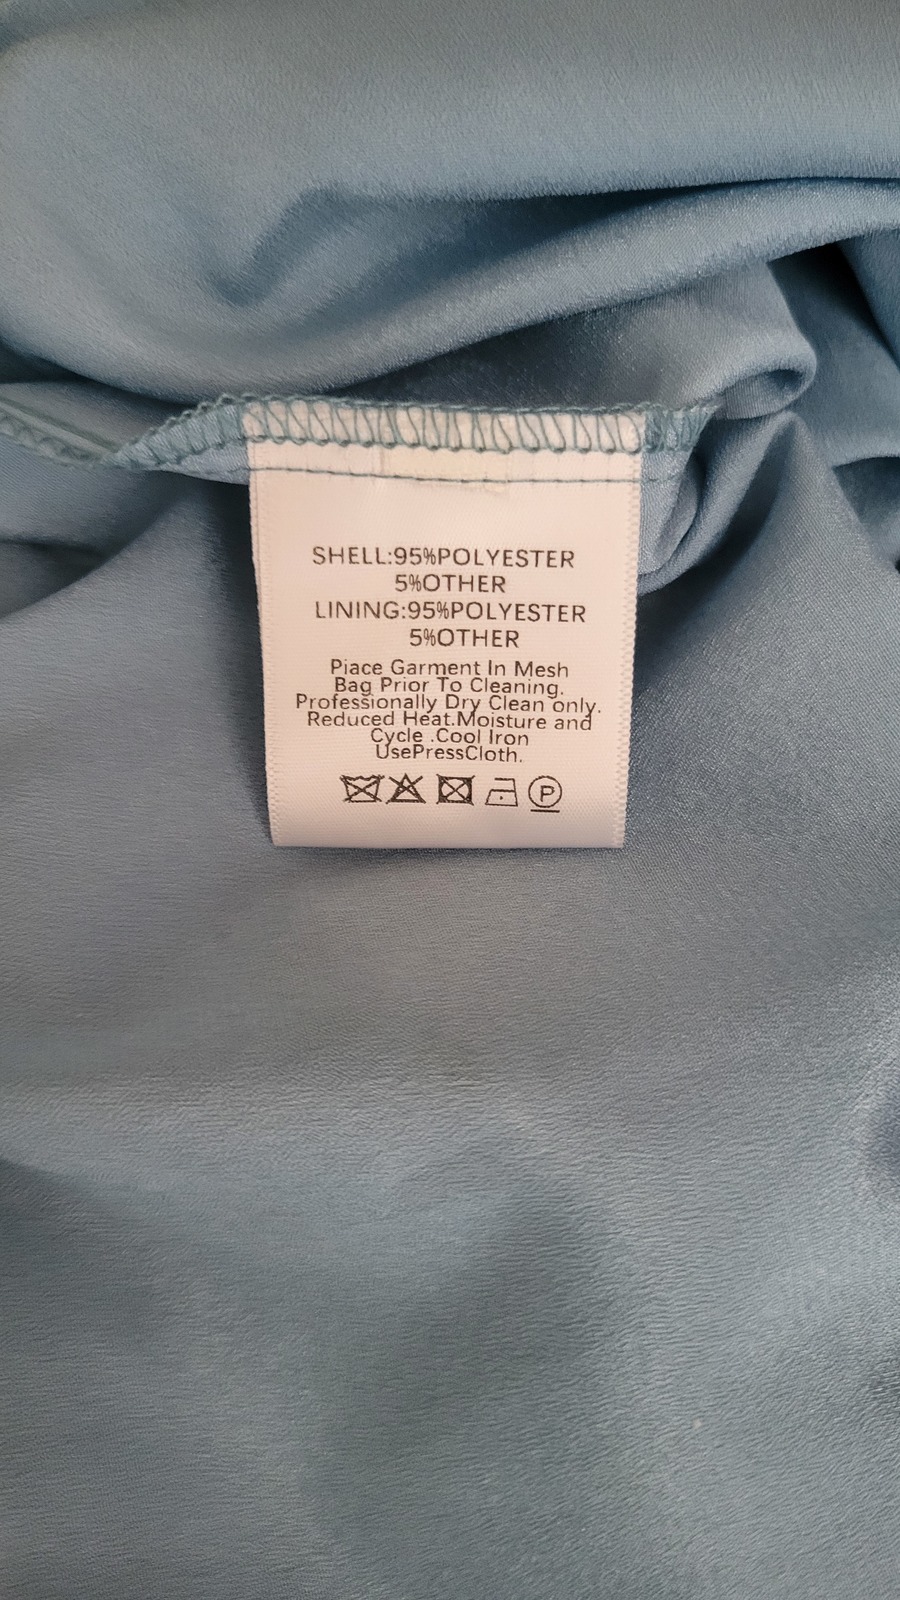 SHELL:95%POLYESTER
5%OTHER
LINING:95%POLYESTER
5%OTHER
Piace Garment In Mesh
Bag Prior To Cleaning.
Professionally Dry Clean only.
Reduced Heat.Moisture and
Cycle .Cool Iron
UsePressCloth.
P